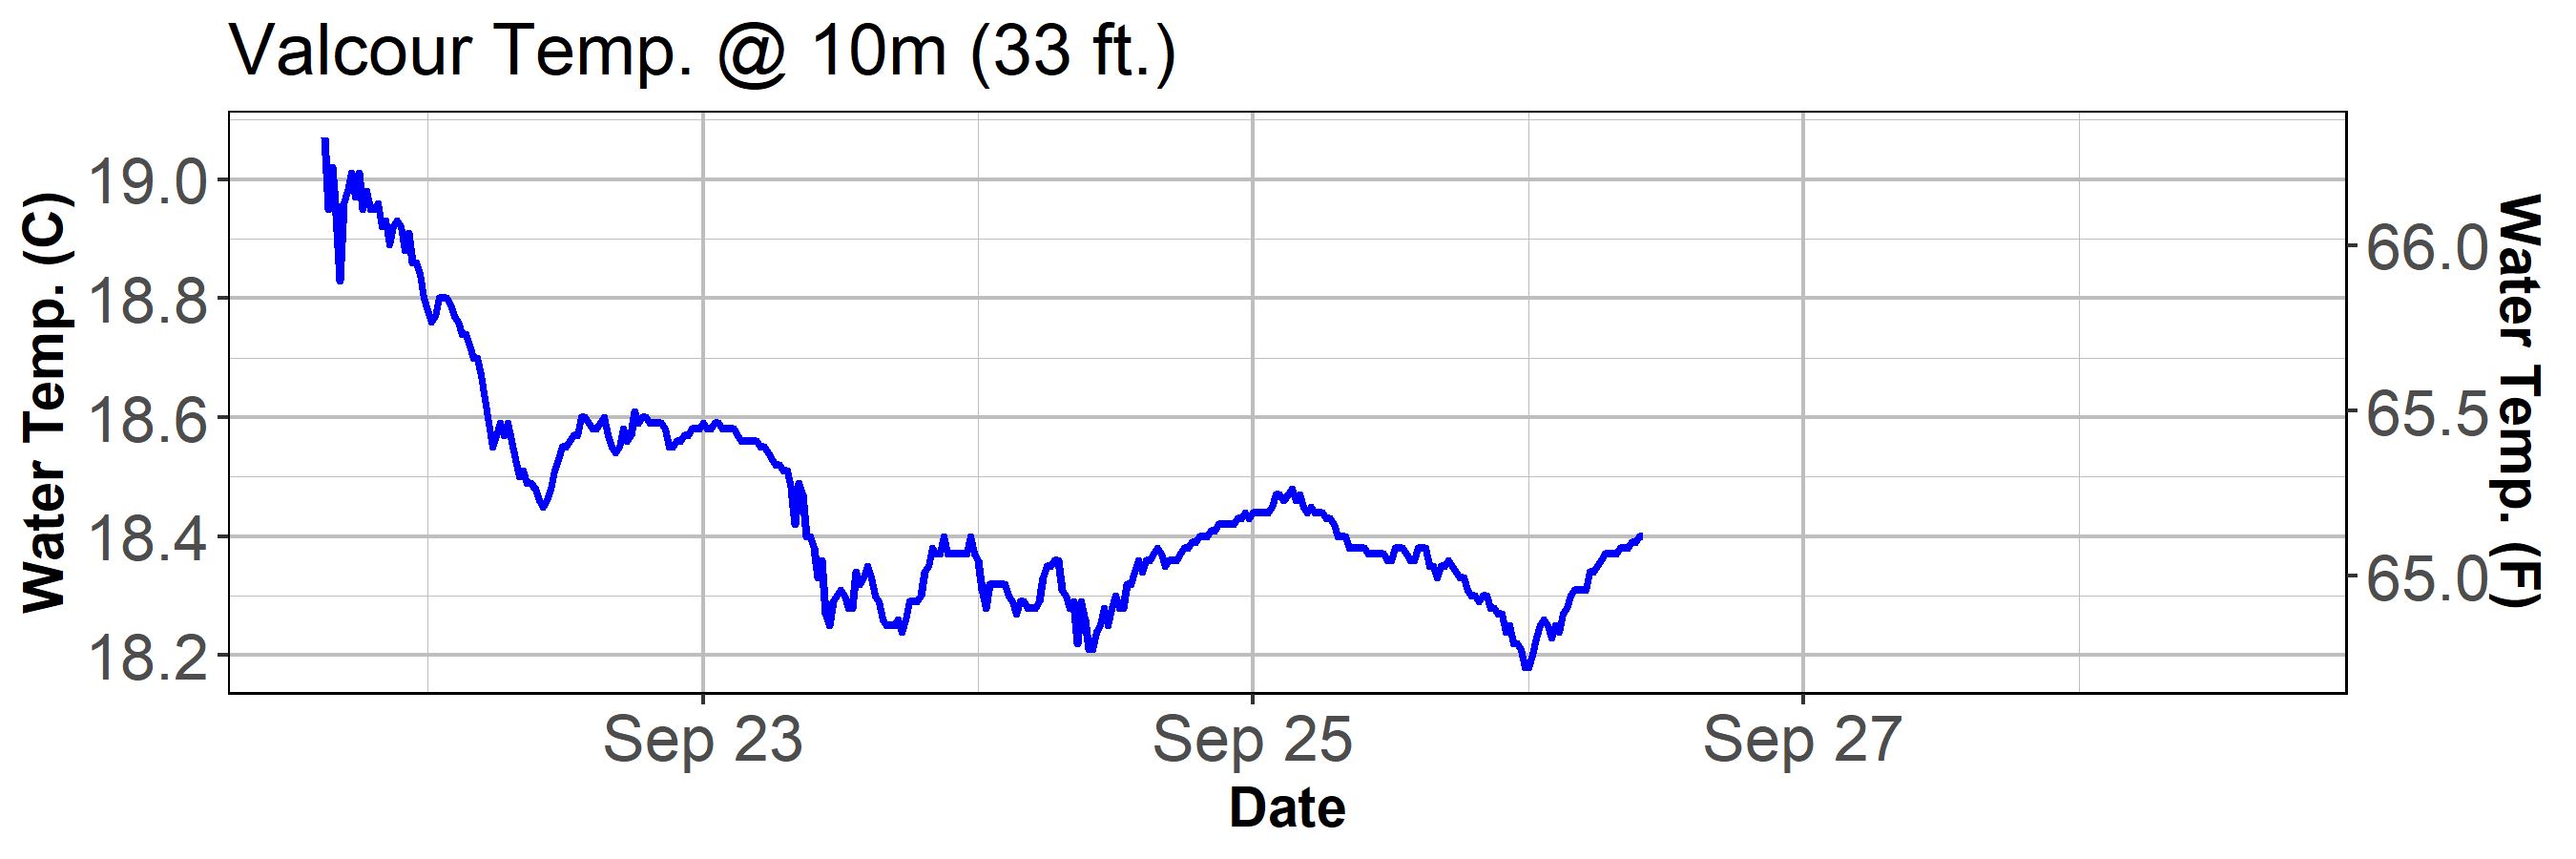 Valcour Temp. @ 10m (33 ft.)
Water Temp. (C)
19.0
18.8
18.6
18.4
18.2
66.0
65.5
65.0
Water Temp. (F)
Sep 23 Sep 25 Sep 27
Date